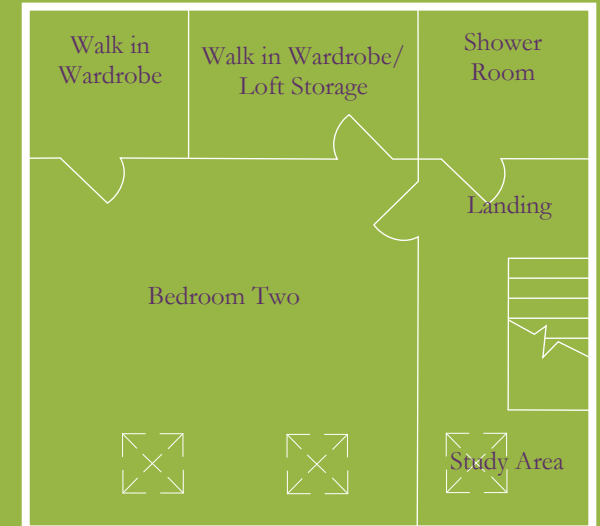 Walk in
Wardrobe
Walk in Wardrobe/
Loft Storage
Shower
Room
Landing
Bedroom Two
Study Area